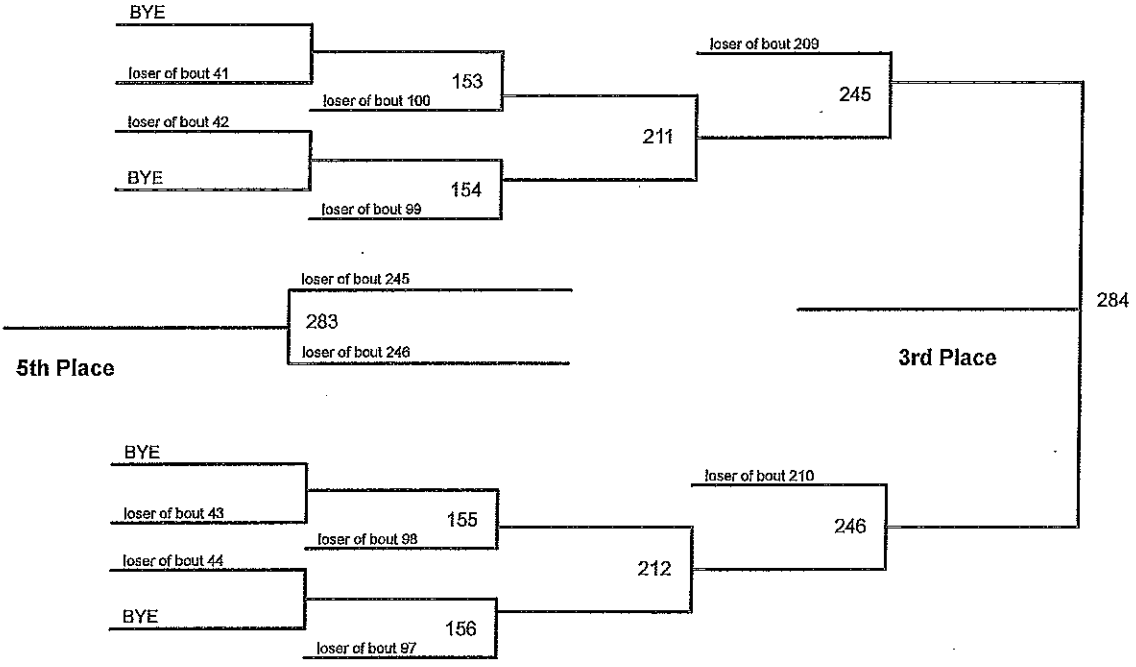 BYE
loser of bout 41
153
loser of bout 100
loser of bout 42
BYE
154
loser of bout 99
211
loser of bout 209
245
loser of bout 245
283
loser of bout 246
5th Place
284
3rd Place
BYE
loser of bout 43
155
loser of bout 98
loser of bout 44
BYE
156
loser of bout 97
212
loser of bout 210
246